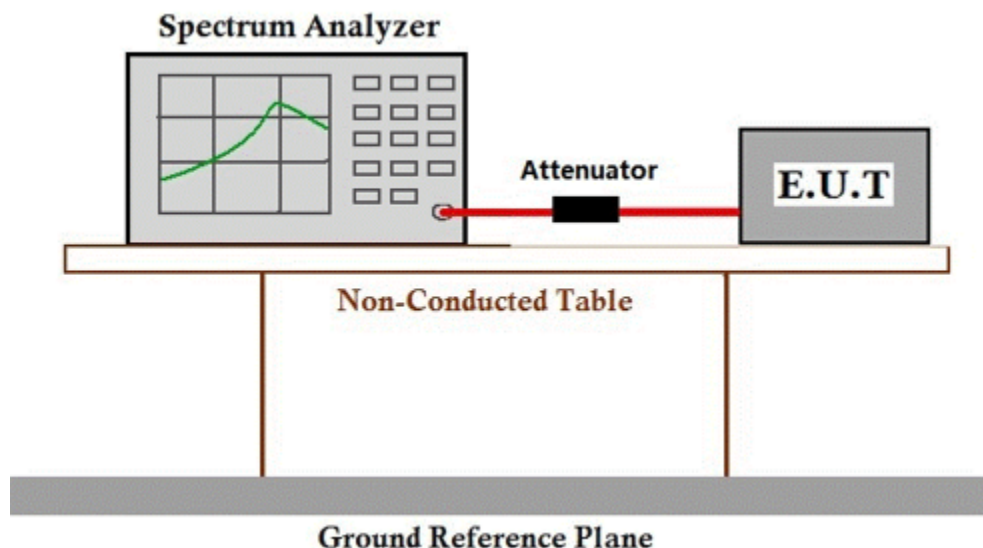 Spectrum Analyzer
Attenuator
E.U.T
Non-Conducted Table
Ground Reference Plane